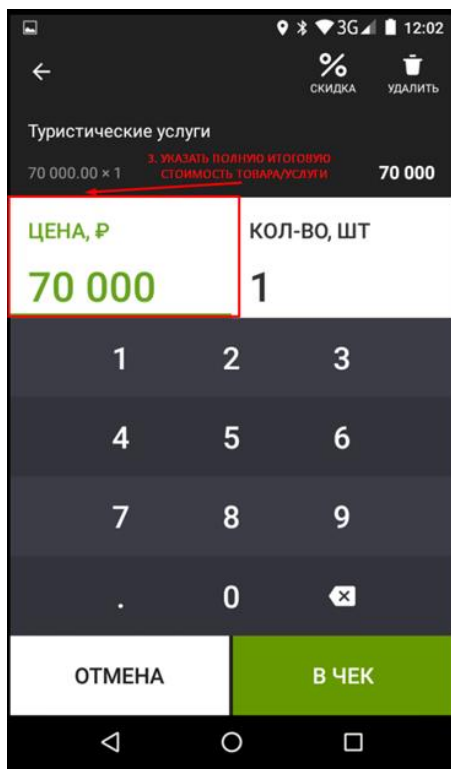 3G 12:02
СКИДКА УДАЛИТЬ
Туристические услуги
3. УКАЗАТЬ ПОЛНУЮ ИТОГОВУЮ
70 000.00 × 1 СТОИМОСТЬ ТОВАРА/УСЛУГИ 70 000
ЦЕНА, ₽ КОЛ-ВО, ШТ
70 000 1
1 2 3
4 5 6
7 8 9
. 0
ОТМЕНА В ЧЕК